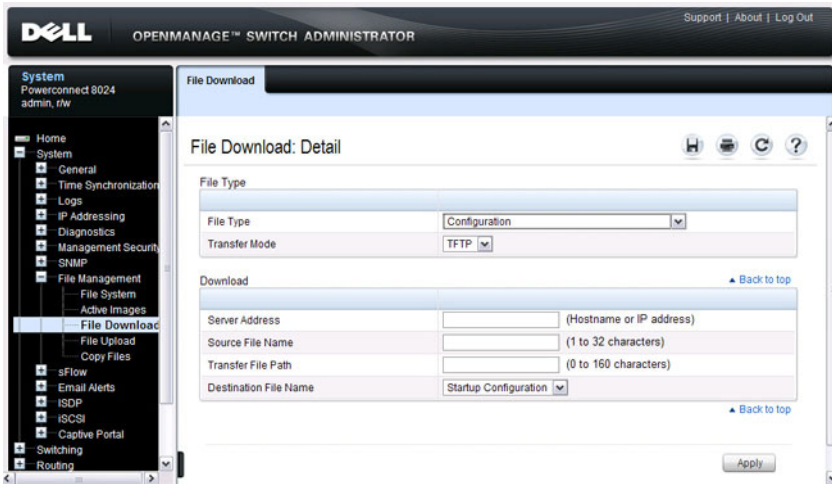 Support | About | Log Out
DELL
OPENMANAGE™ SWITCH ADMINISTRATOR
System
Powerconnect 8024
admin, r/w
File Download
Home
System
General
Time Synchronization
Logs
IP Addressing
Diagnostics
Management Security
SNMP
File Management
File System
Active Images
File Download
File Upload
Copy Files
sFlow
Email Alerts
ISDP
iSCSI
Captive Portal
Switching
Routing
File Download: Detail
File Type
File Type Configuration
Transfer Mode TFTP
Download Back to top
Server Address (Hostname or IP address)
Source File Name (1 to 32 characters)
Transfer File Path (0 to 160 characters)
Destination File Name Startup Configuration
Back to top
Apply